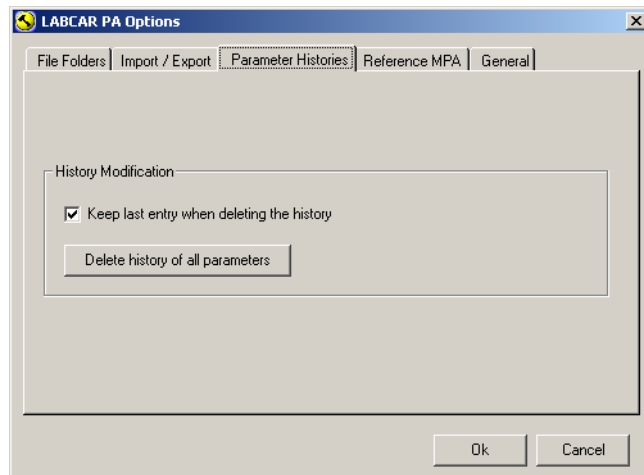 LABCAR PA Options
File Folders Import / Export Parameter Histories Reference MPA General
History Modification
Keep last entry when deleting the history
Delete history of all parameters
Ok Cancel